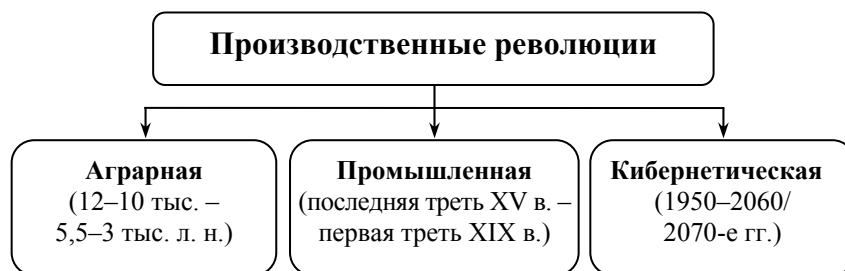 Производственные революции
Аграрная
(12–10 тыс. –
5,5–3 тыс. л. н.)
Промышленная
(последняя треть XV в. –
первая треть XIX в.)
Кибернетическая
(1950–2060/
2070-е гг.)